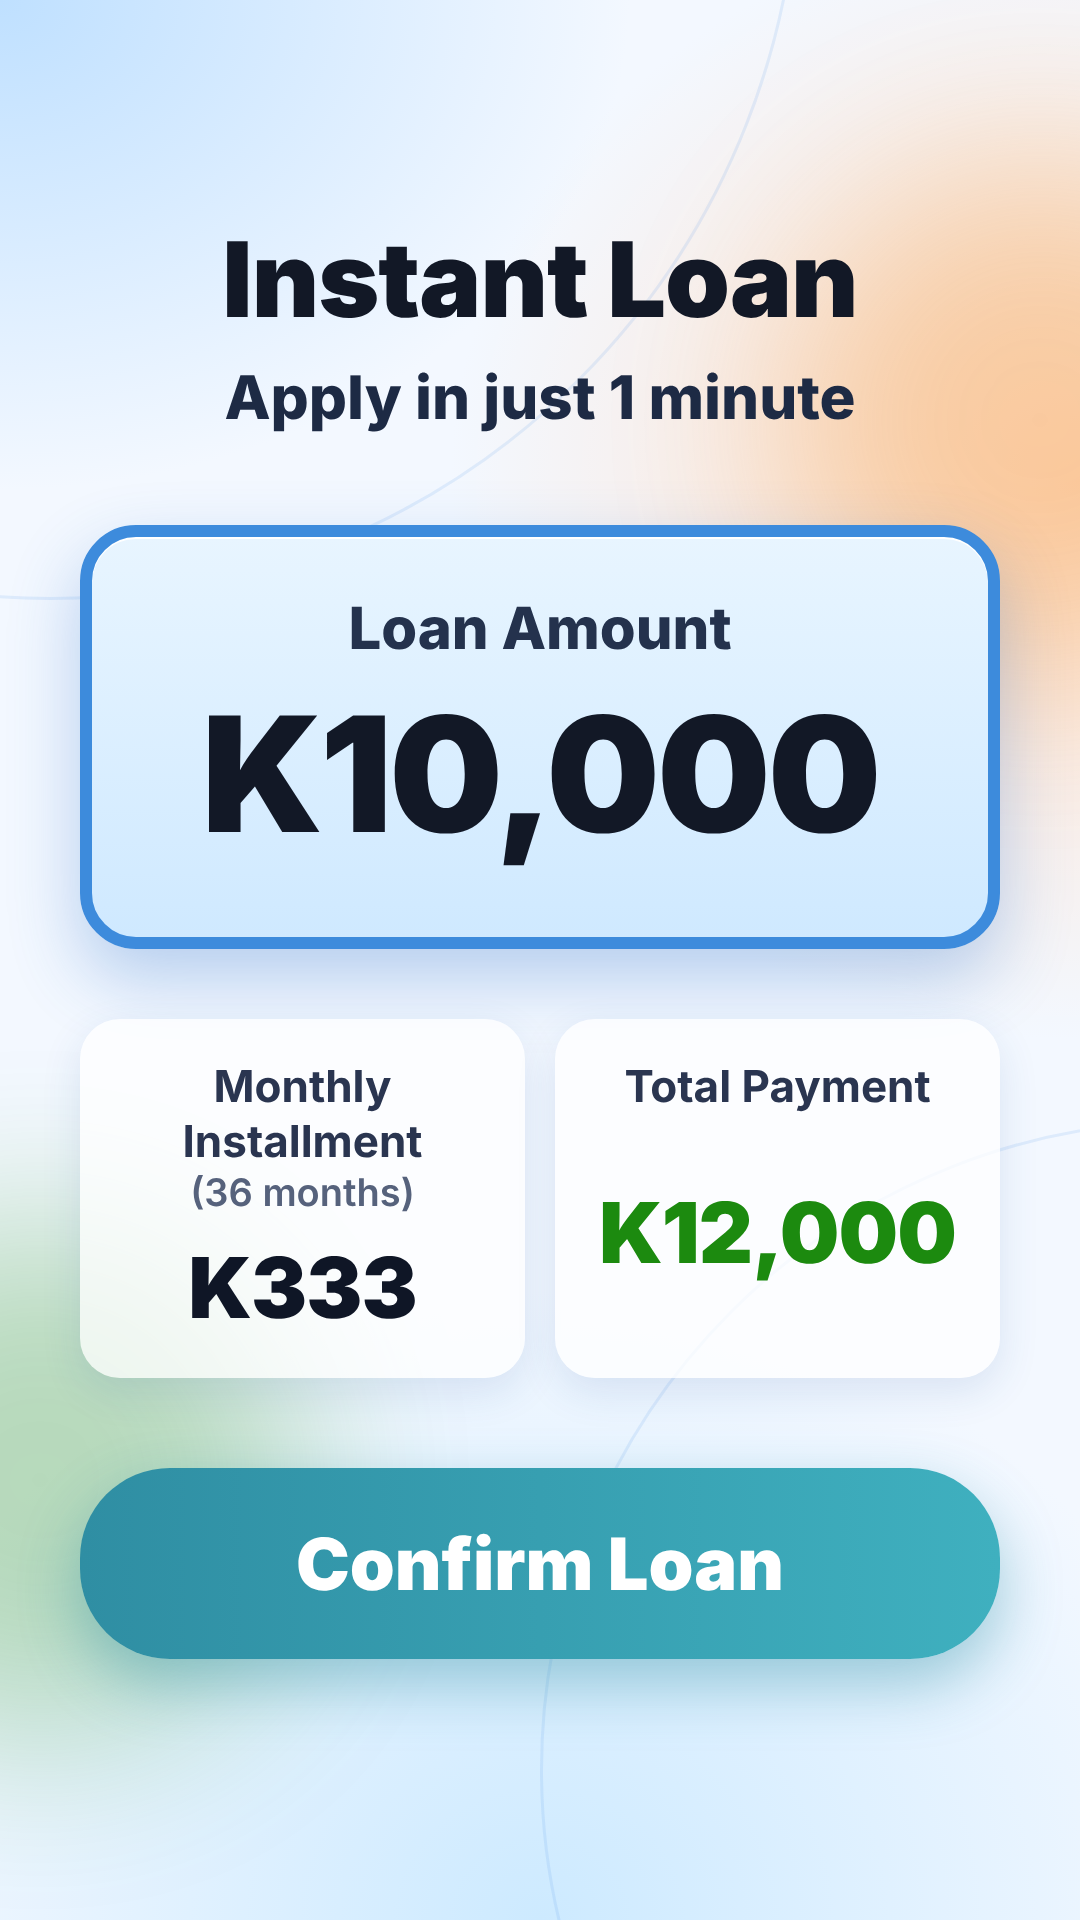 Instant Loan
Apply in just 1 minute
Loan Amount
K10,000
Monthly
Installment
(36 months)
K333
Total Payment
K12,000
Confirm Loan